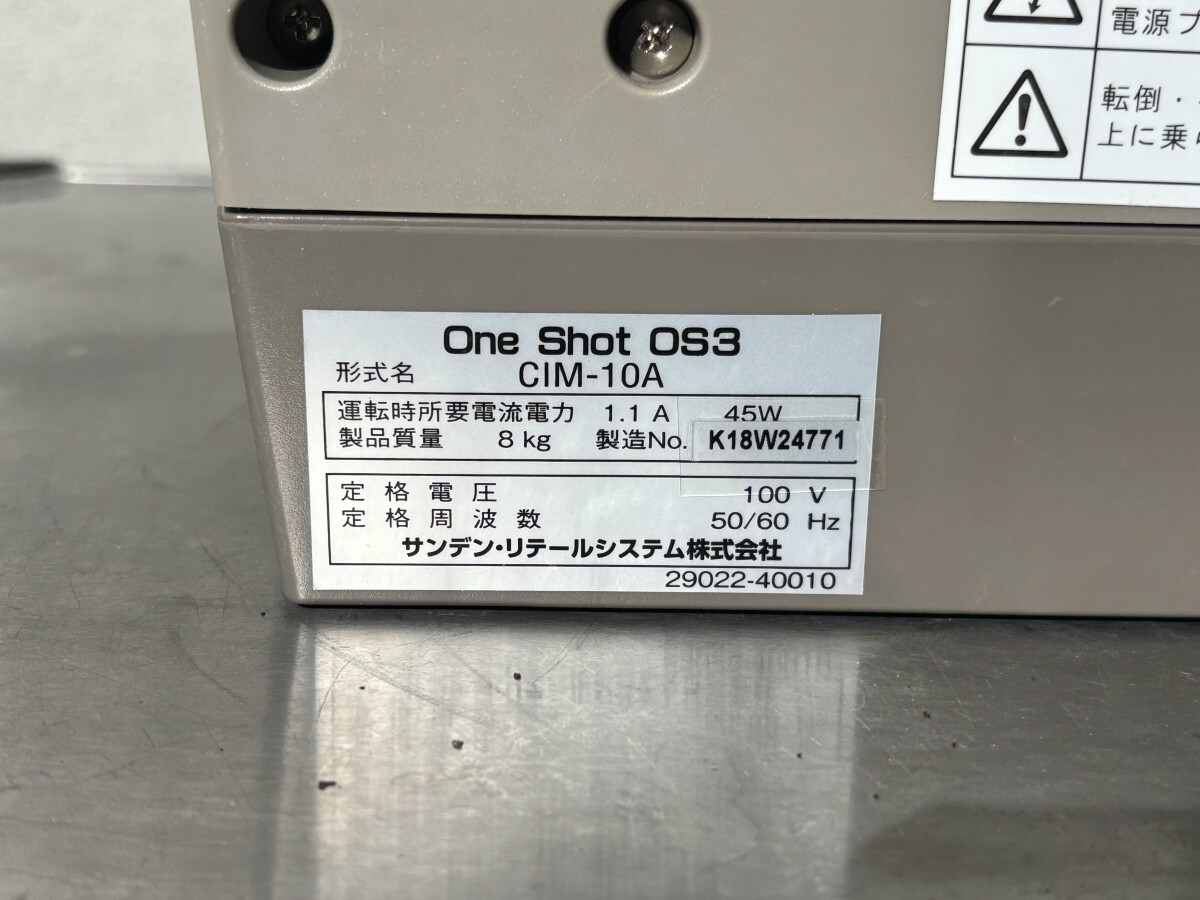 電源プ
転倒・
上に乗ら
One Shot OS3
形式名 CIM-10A
運転時所要電流電力 1.1 A 45W
製品質量 8 kg 製造No. K18W24771
定格電圧 100 V
定格周波数 50/60 Hz
サンデン・リテールシステム株式会社
29022-40010